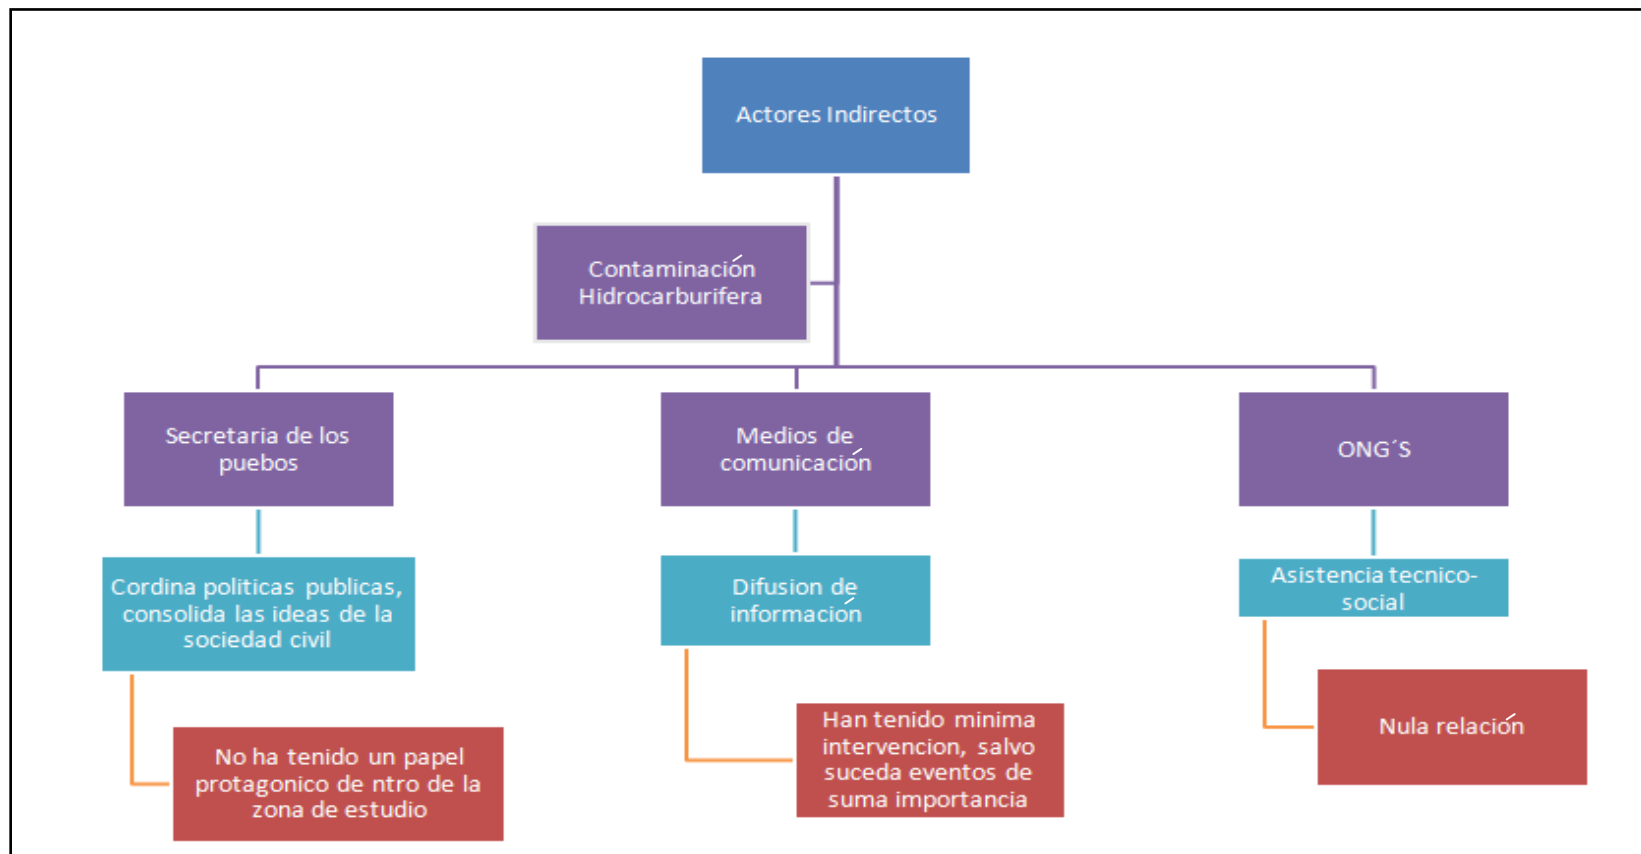 Actores Indirectos
Contaminación
Hidrocarburifera
Secretaria de los
puebos
Medios de
comunicación
ONG´S
Cordina politicas publicas,
consolida las ideas de la
sociedad civil
Difusion de
información
Asistencia tecnico-
social
No ha tenido un papel
protagonico de ntro de la
zona de estudio
Han tenido minima
intervencion, salvo
suceda eventos de
suma importancia
Nula relación